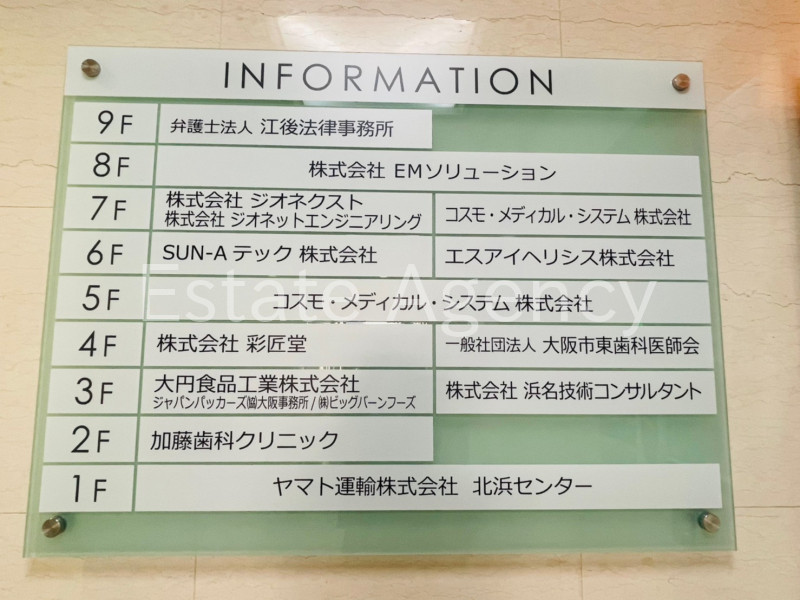 INFORMATION
9F 弁護士法人 江後法律事務所
8F 株式会社 EMソリューション
7F 株式会社 ジオネクスト
株式会社 ジオネットエンジニアリング
コスモ・メディカル・システム 株式会社
6F SUN-A テック 株式会社 エスアイヘリシス株式会社
5F コスモ・メディカル・システム 株式会社
4F 株式会社 彩匠堂 一般社団法人 大阪市東歯科医師会
3F 大円食品工業株式会社
ジャパンパッカーズ㈿大阪事務所/㈱ビッグバーンフーズ
株式会社 浜名技術コンサルタント
2F 加藤歯科クリニック
1F ヤマト運輸株式会社 北浜センター
Estate Agency